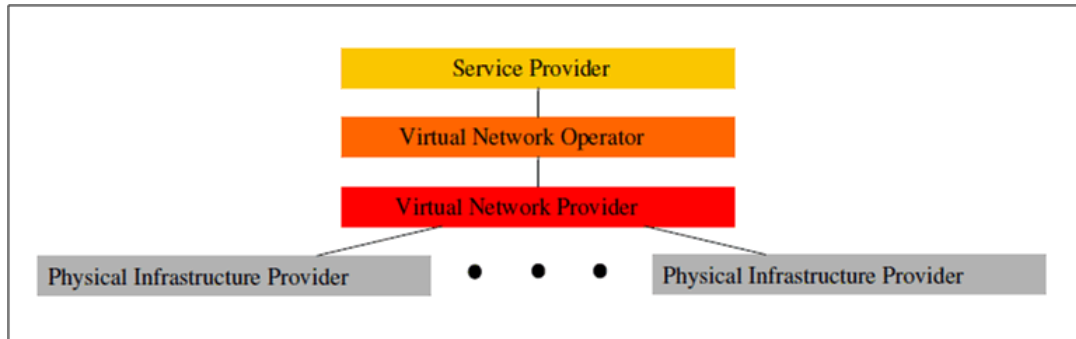 Service Provider
Virtual Network Operator
Virtual Network Provider
Physical Infrastructure Provider
Physical Infrastructure Provider